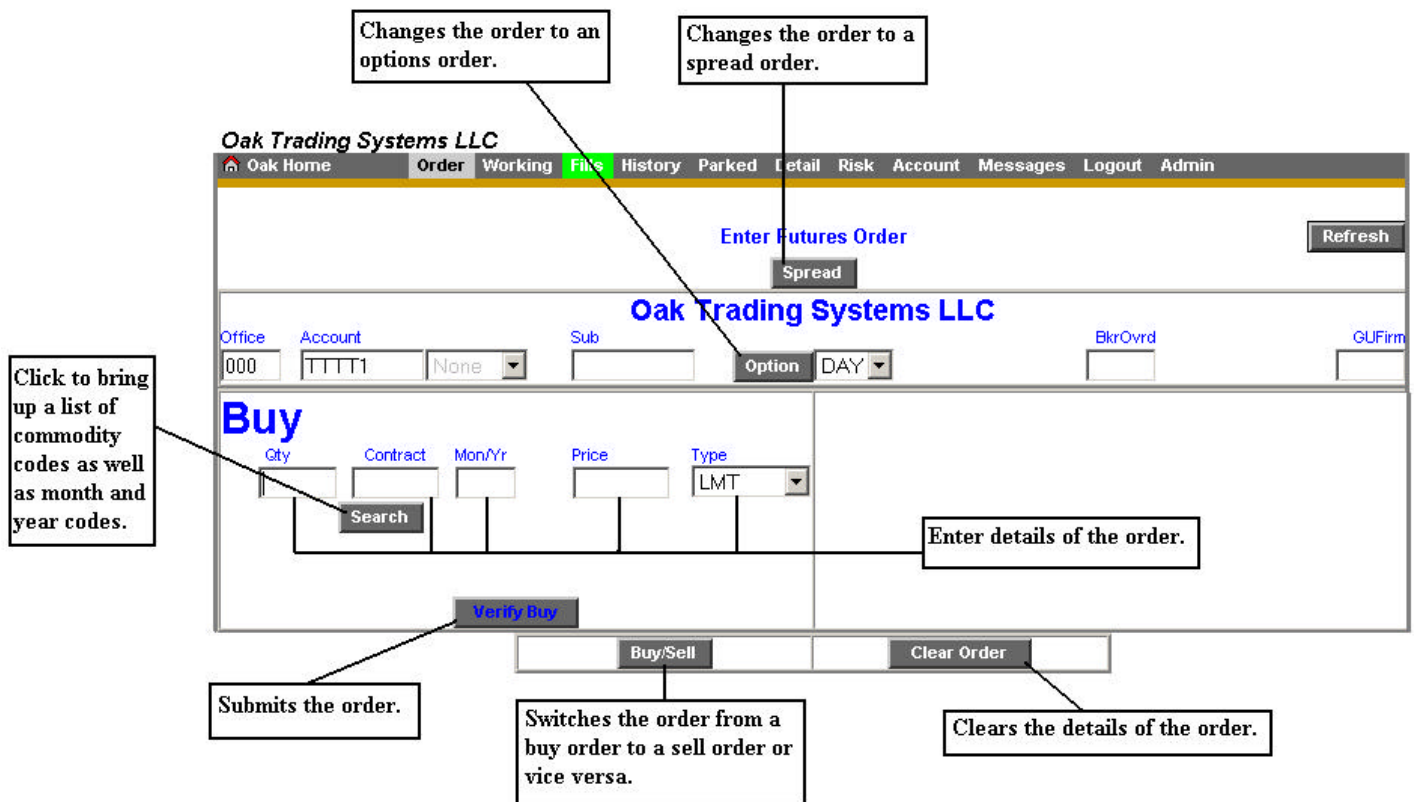 Changes the order to an
options order.
Changes the order to a
spread order.
Oak Trading Systems LLC
Oak Home Order Working Fills History Parked Detail Risk Account Messages Logout Admin
Enter Futures Order
Refresh
Spread
Oak Trading Systems LLC
Office Account Sub BkrOvrd GUFirm
000 TTTT1 None Option DAY
Click to bring
up a list of
commodity
codes as well
as month and
year codes.
Buy
Qty Contract Mon/Yr Price Type
LMT
Search
Enter details of the order.
Verify Buy
Buy/Sell Clear Order
Submits the order.
Switches the order from a
buy order to a sell order or
vice versa.
Clears the details of the order.